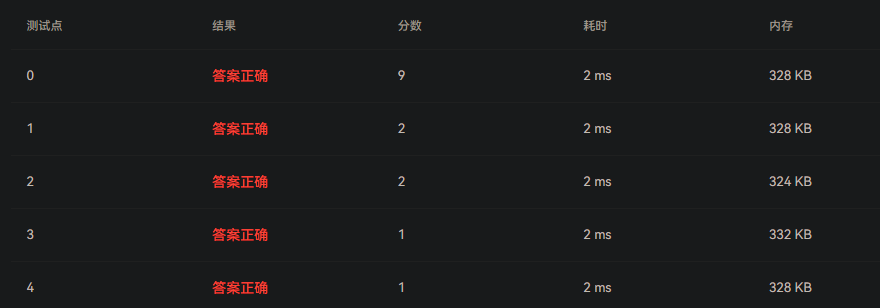 测试点 结果 分数 耗时 内存
0 答案正确 9 2 ms 328 KB
1 答案正确 2 2 ms 328 KB
2 答案正确 2 2 ms 324 KB
3 答案正确 1 2 ms 332 KB
4 答案正确 1 2 ms 328 KB